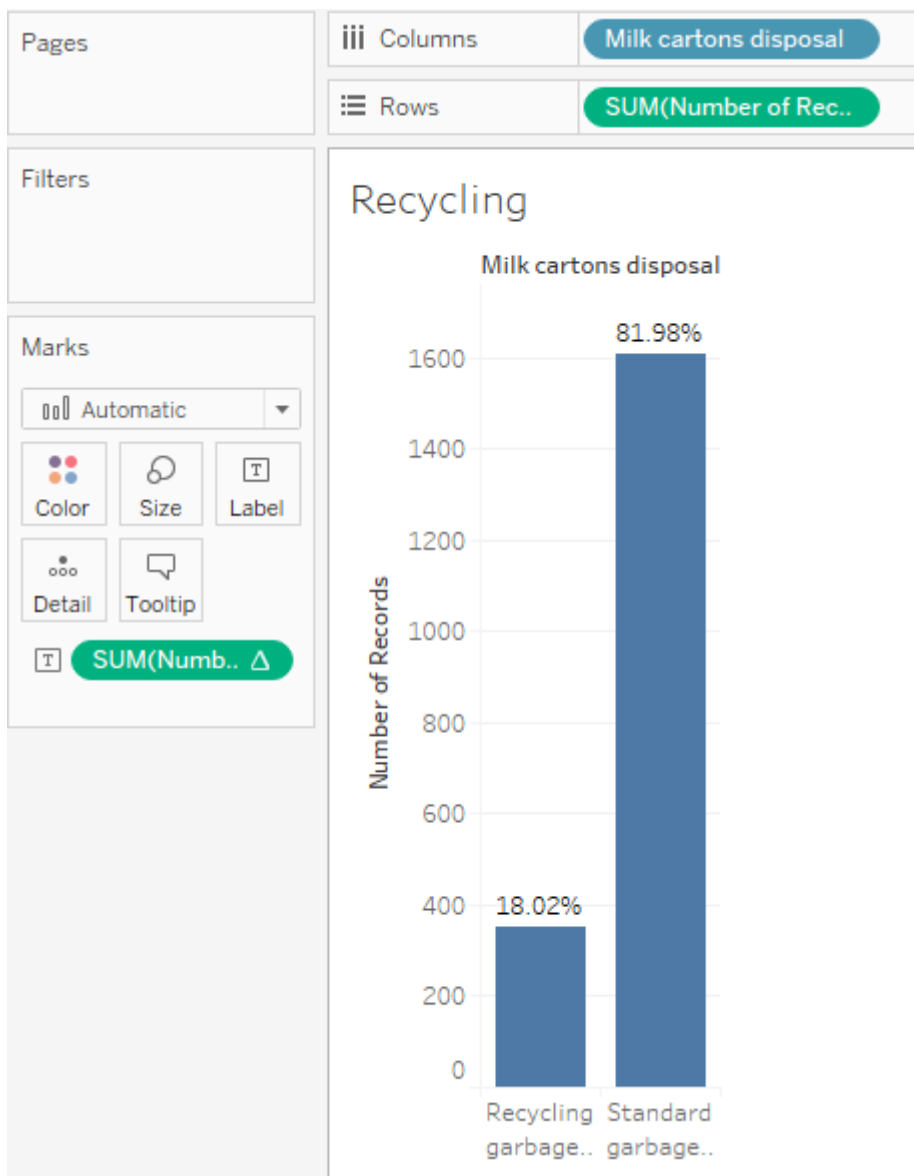 Pages
Columns
Milk cartons disposal
Rows
SUM(Number of Rec..
Filters
Marks
Automatic
Color
Size
T
Label
Detail
Tooltip
T
SUM(Numb.. Δ
Recycling
Milk cartons disposal
81.98%
18.02%
Number of Records
1600
1400
1200
1000
800
600
400
200
0
Recycling garbage..
Standard garbage..